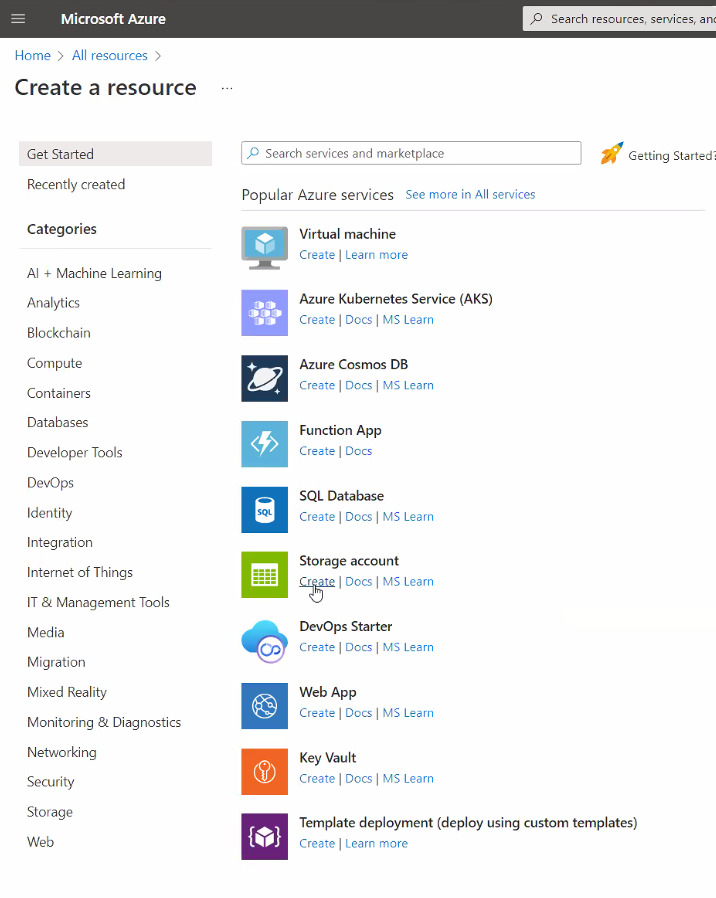 Microsoft Azure
Search resources, services, and
Home > All resources >
Create a resource ...
Get Started
Recently created
Categories
AI + Machine Learning
Analytics
Blockchain
Compute
Containers
Databases
Developer Tools
DevOps
Identity
Integration
Internet of Things
IT & Management Tools
Media
Migration
Mixed Reality
Monitoring & Diagnostics
Networking
Security
Storage
Web
Search services and marketplace
Getting Started?
Popular Azure services See more in All services
Virtual machine
Create | Learn more
Azure Kubernetes Service (AKS)
Create | Docs | MS Learn
Azure Cosmos DB
Create | Docs | MS Learn
Function App
Create | Docs
SQL Database
Create | Docs | MS Learn
SQL
Storage account
Create | Docs | MS Learn
DevOps Starter
Create | Docs | MS Learn
Web App
Create | Docs | MS Learn
Key Vault
Create | Docs | MS Learn
Template deployment (deploy using custom templates)
Create | Learn more